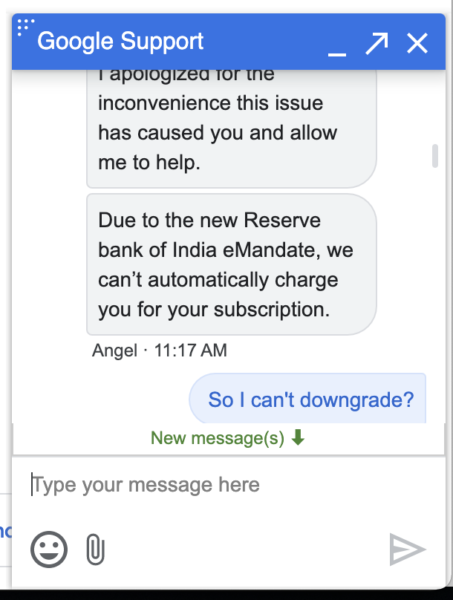 Google Support
I apologized for the
inconvenience this issue
has caused you and allow
me to help.
Due to the new Reserve
bank of India eMandate, we
can't automatically charge
you for your subscription.
Angel · 11:17 AM
So I can't downgrade?
New message(s)
Type your message here